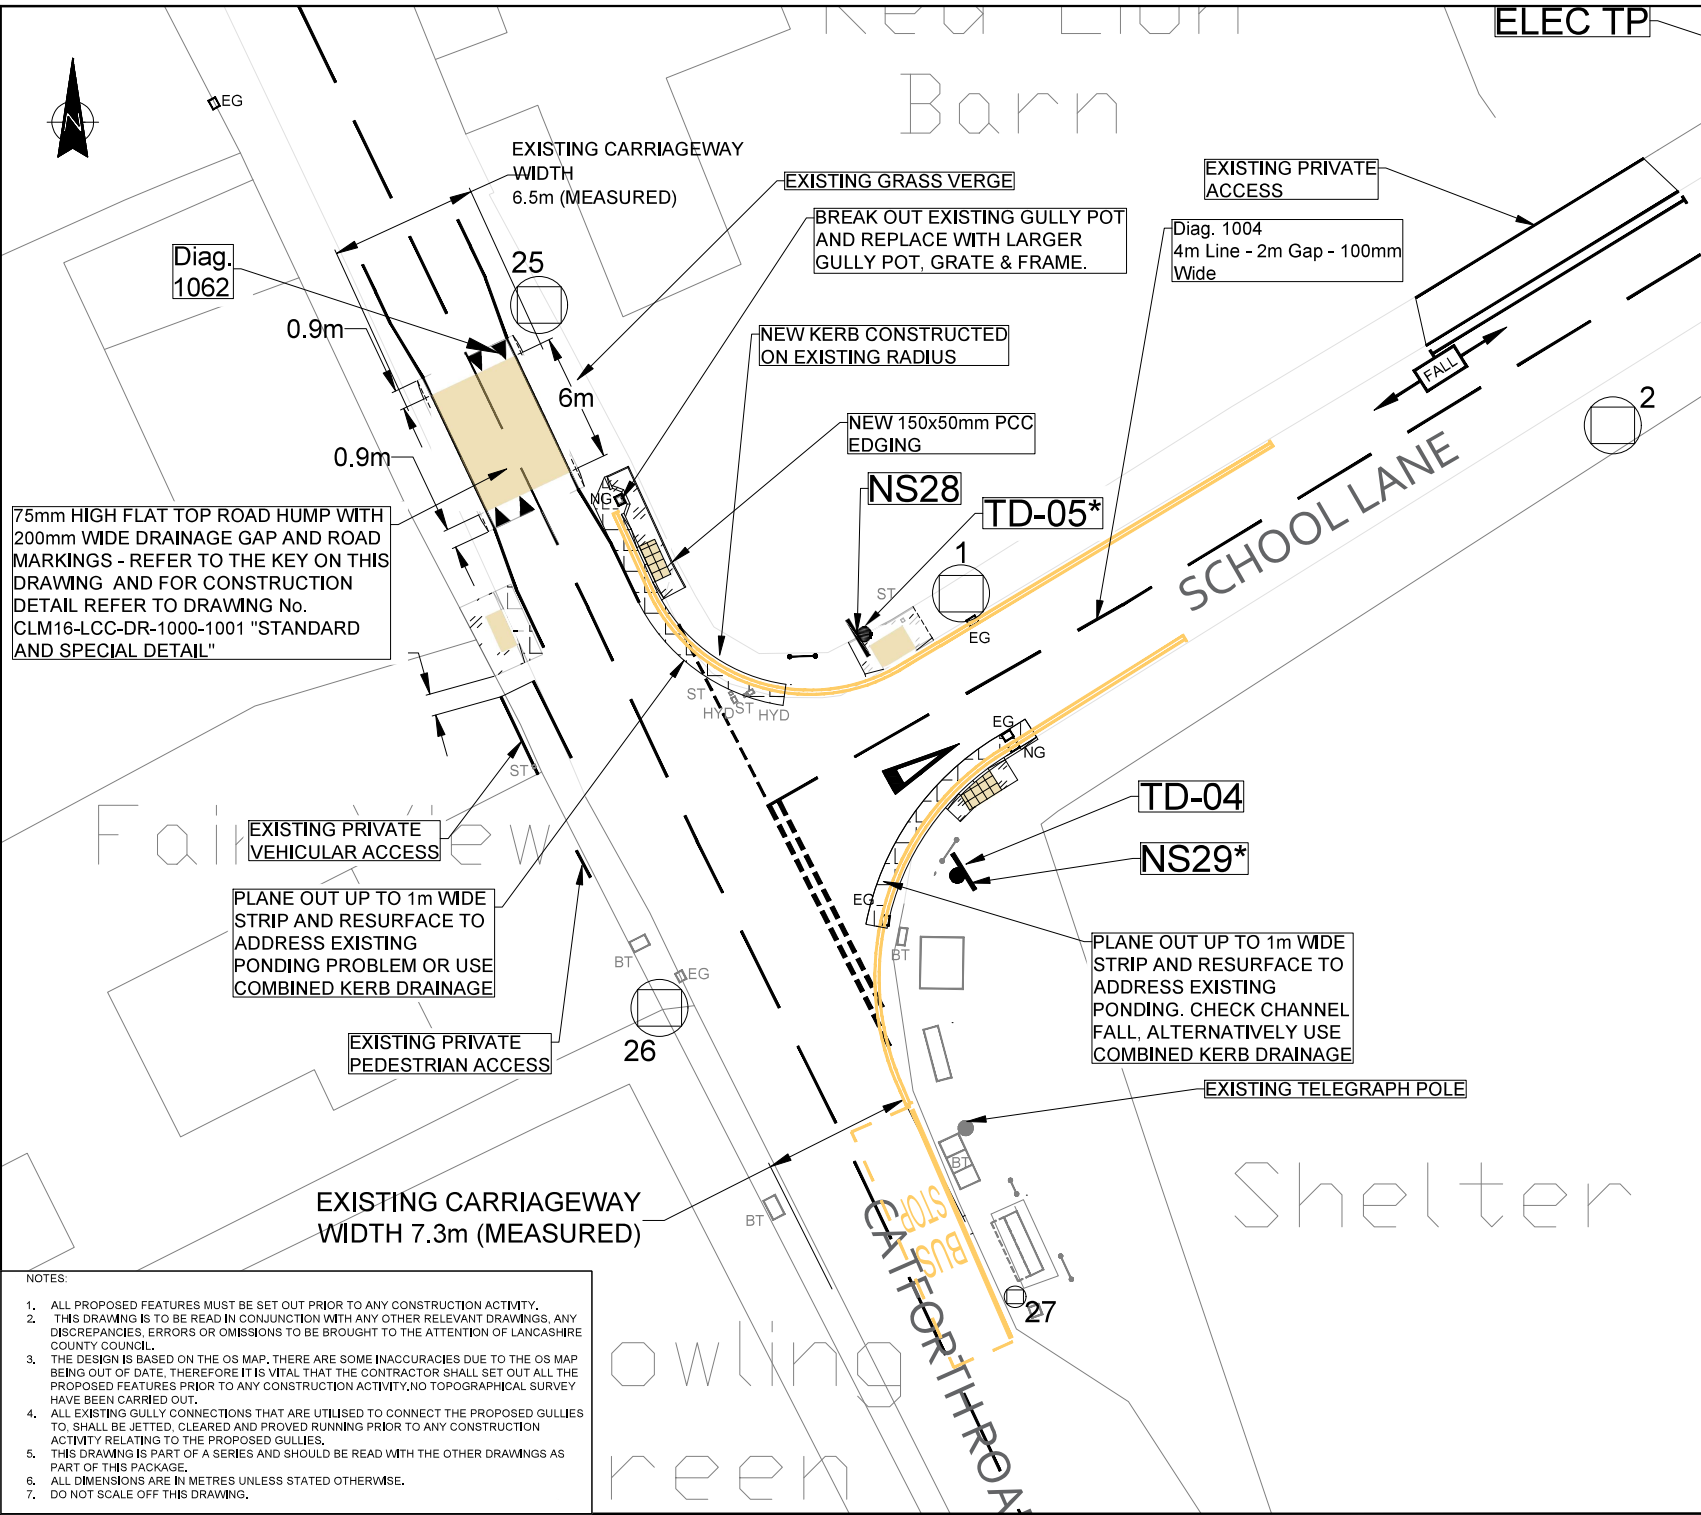 Red Lion
Barn
ELEC TP
N
EG
EXISTING CARRIAGEWAY
WIDTH
6.5m (MEASURED)
EXISTING GRASS VERGE
EXISTING PRIVATE
ACCESS
BREAK OUT EXISTING GULLY POT
AND REPLACE WITH LARGER
GULLY POT, GRATE & FRAME.
Diag. 1004
4m Line - 2m Gap - 100mm
Wide
Diag.
1062
25
0.9m
NEW KERB CONSTRUCTED
ON EXISTING RADIUS
FALL
6m
2
NEW 150x50mm PCC
EDGING
0.9m
NS28
NG
TD-05*
SCHOOL LANE
75mm HIGH FLAT TOP ROAD HUMP WITH
200mm WIDE DRAINAGE GAP AND ROAD
MARKINGS - REFER TO THE KEY ON THIS
DRAWING AND FOR CONSTRUCTION
DETAIL REFER TO DRAWING No.
CLM16-LCC-DR-1000-1001 "STANDARD
AND SPECIAL DETAIL"
1
ST
EG
ST
HYD
ST
HYD
EG
NG
ST
TD-04
Fair View
EXISTING PRIVATE
VEHICULAR ACCESS
NS29*
PLANE OUT UP TO 1m WIDE
STRIP AND RESURFACE TO
ADDRESS EXISTING
PONDING PROBLEM OR USE
COMBINED KERB DRAINAGE
EG
BT
BT
EG
PLANE OUT UP TO 1m WIDE
STRIP AND RESURFACE TO
ADDRESS EXISTING
PONDING. CHECK CHANNEL
FALL, ALTERNATIVELY USE
COMBINED KERB DRAINAGE
26
EXISTING PRIVATE
PEDESTRIAN ACCESS
EXISTING TELEGRAPH POLE
BT
Shelter
EXISTING CARRIAGEWAY
WIDTH 7.3m (MEASURED)
BT
BUS
STOP
CATFORTH ROA
27
owling
reen
NOTES:
1. ALL PROPOSED FEATURES MUST BE SET OUT PRIOR TO ANY CONSTRUCTION ACTIVITY.
2. THIS DRAWING IS TO BE READ IN CONJUNCTION WITH ANY OTHER RELEVANT DRAWINGS, ANY
DISCREPANCIES, ERRORS OR OMISSIONS TO BE BROUGHT TO THE ATTENTION OF LANCASHIRE
COUNTY COUNCIL.
3. THE DESIGN IS BASED ON THE OS MAP. THERE ARE SOME INACCURACIES DUE TO THE OS MAP
BEING OUT OF DATE, THEREFORE IT IS VITAL THAT THE CONTRACTOR SHALL SET OUT ALL THE
PROPOSED FEATURES PRIOR TO ANY CONSTRUCTION ACTIVITY.NO TOPOGRAPHICAL SURVEY
HAVE BEEN CARRIED OUT.
4. ALL EXISTING GULLY CONNECTIONS THAT ARE UTILISED TO CONNECT THE PROPOSED GULLIES
TO, SHALL BE JETTED, CLEARED AND PROVED RUNNING PRIOR TO ANY CONSTRUCTION
ACTIVITY RELATING TO THE PROPOSED GULLIES.
5. THIS DRAWING IS PART OF A SERIES AND SHOULD BE READ WITH THE OTHER DRAWINGS AS
PART OF THIS PACKAGE.
6. ALL DIMENSIONS ARE IN METRES UNLESS STATED OTHERWISE.
7. DO NOT SCALE OFF THIS DRAWING.